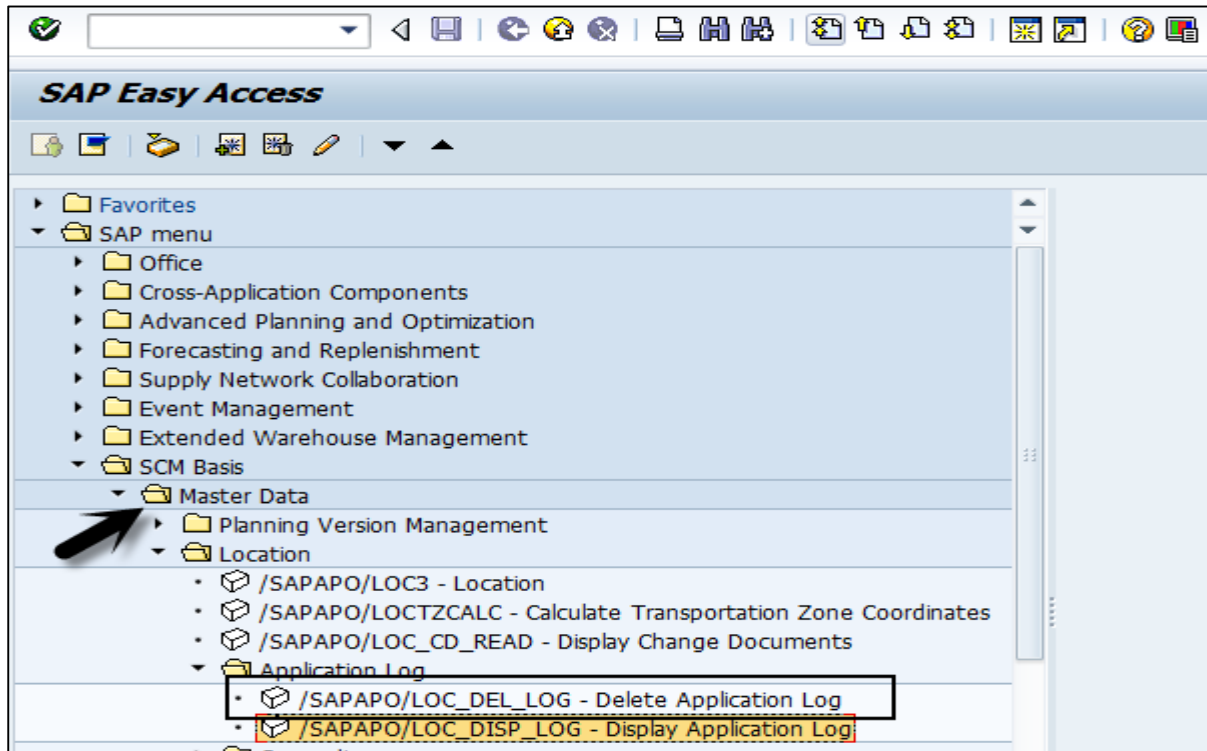 SAP Easy Access
Favorites
SAP menu
Office
Cross-Application Components
Advanced Planning and Optimization
Forecasting and Replenishment
Supply Network Collaboration
Event Management
Extended Warehouse Management
SCM Basis
Master Data
Planning Version Management
Location
/SAPAPO/LOC3 - Location
/SAPAPO/LOCTZCALC - Calculate Transportation Zone Coordinates
/SAPAPO/LOC_CD_READ - Display Change Documents
Application Log
/SAPAPO/LOC_DEL_LOG - Delete Application Log
/SAPAPO/LOC_DISP_LOG - Display Application Log